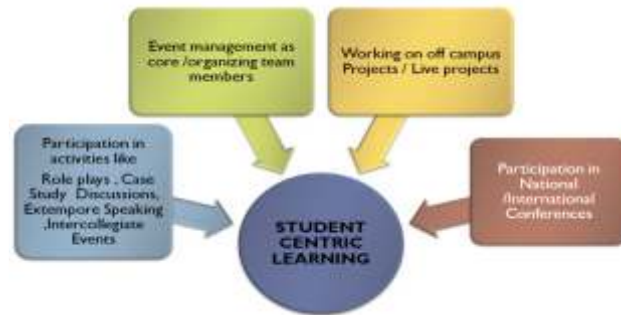 Event management as
core /organizing team
members
Working on off campus
Projects / Live projects
Participation in
activities like
Role plays , Case
Study Discussions,
Extempore Speaking
,Intercollegiate
Events
Participation in
National
/International
Conferences
STUDENT
CENTRIC
LEARNING